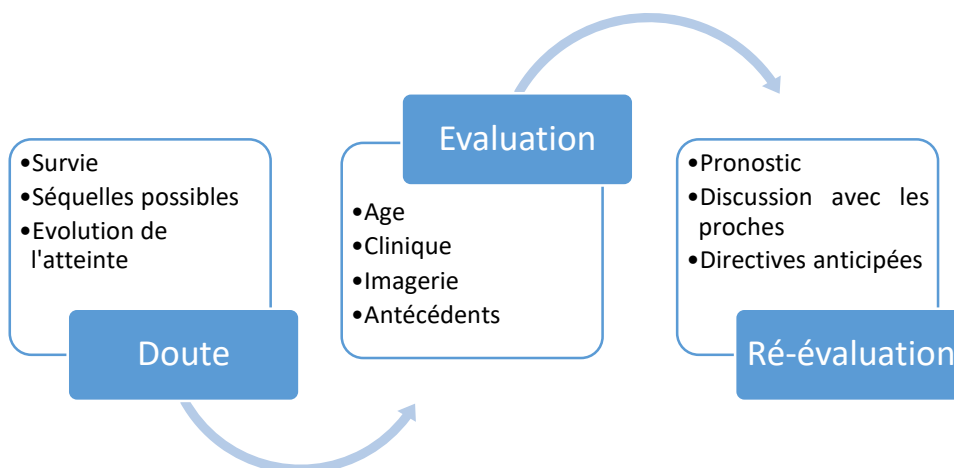 •Survie
•Séquelles possibles
•Evolution de
l'atteinte
Doute
Evaluation
•Age
•Clinique
•Imagerie
•Antécédents
•Pronostic
•Discussion avec les
proches
•Directives anticipées
Ré-évaluation